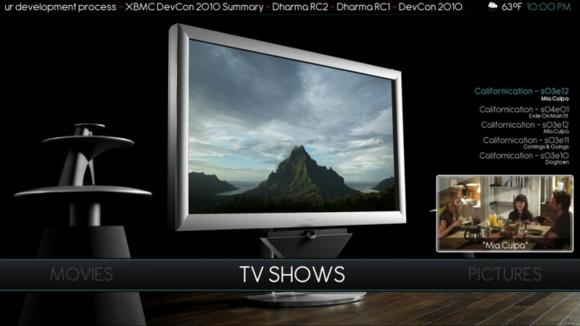 ur development process - XBMC DevCon 2010 Summary - Dharma RC2 - Dharma RC1 - DevCon 2010
63°F 10:00 PM
Californication - s03e12
Mia Culpa
Californication - s04e01
Exile On Main St.
Californication - s03e12
Mia Culpa
Californication - s03e11
Comings & Goings
Californication - s03e10
Dogtown
"Mia Culpa"
MOVIES
TV SHOWS
PICTURES